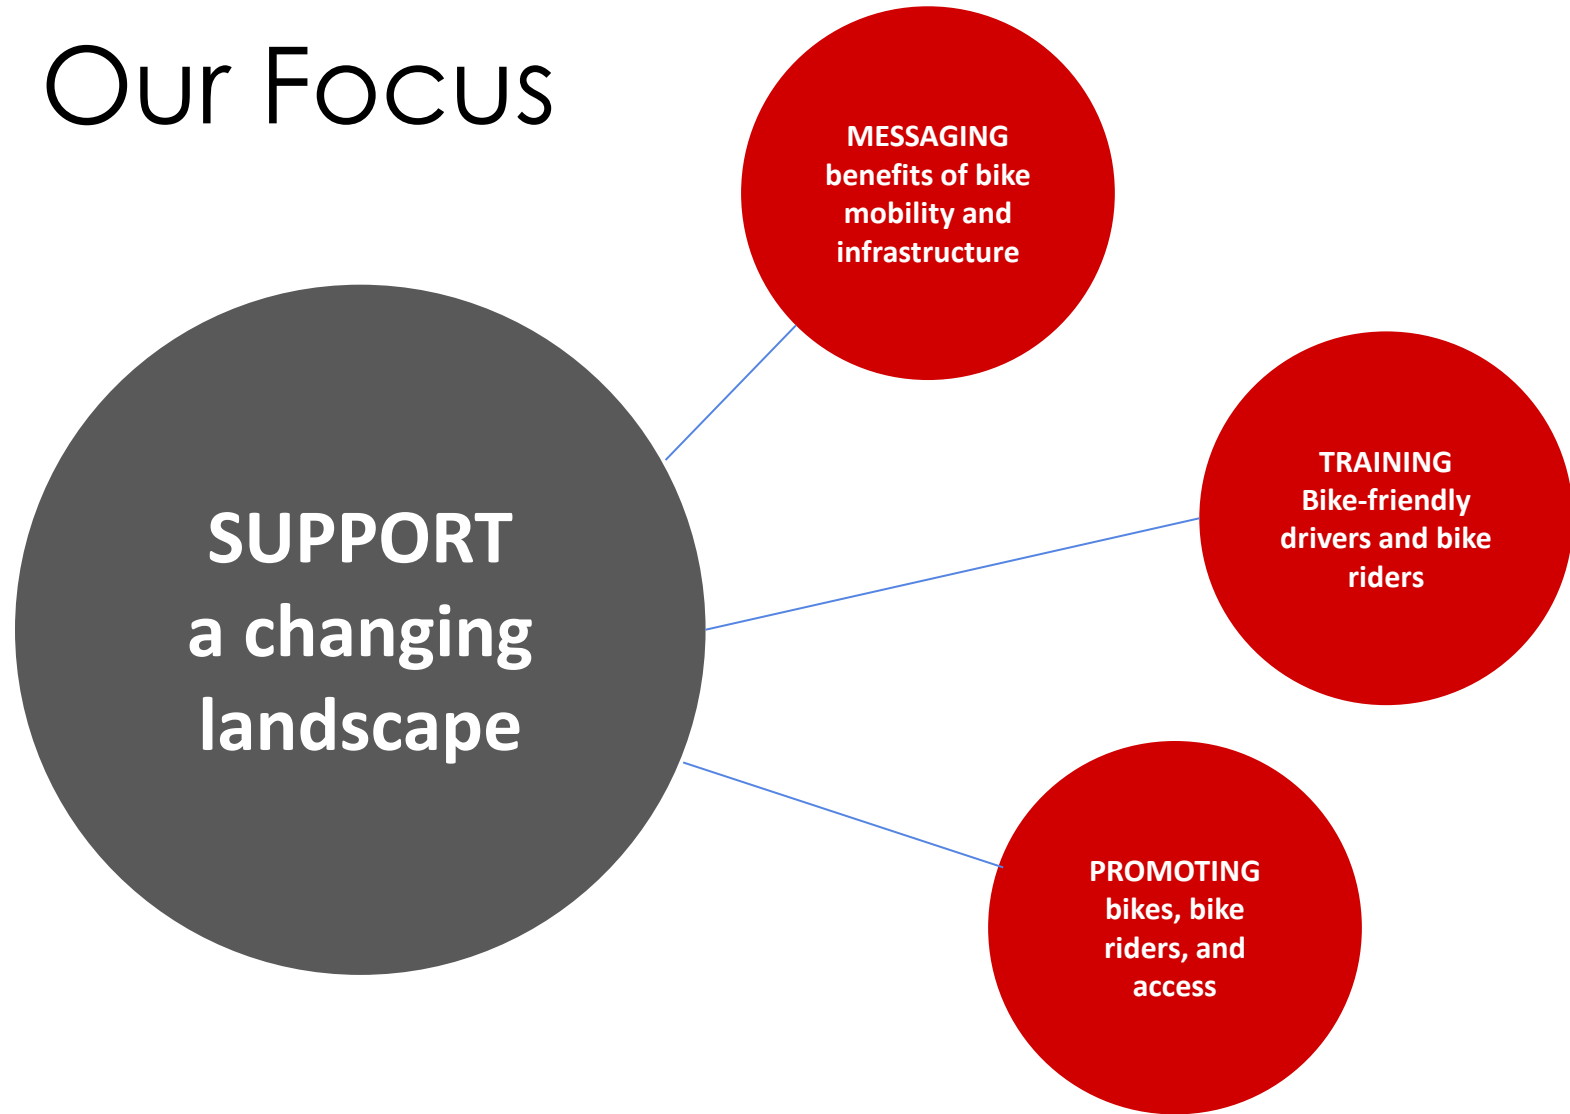 Our Focus
MESSAGING
benefits of bike
mobility and
infrastructure
SUPPORT
a changing
landscape
TRAINING
Bike-friendly
drivers and bike
riders
PROMOTING
bikes, bike
riders, and
access